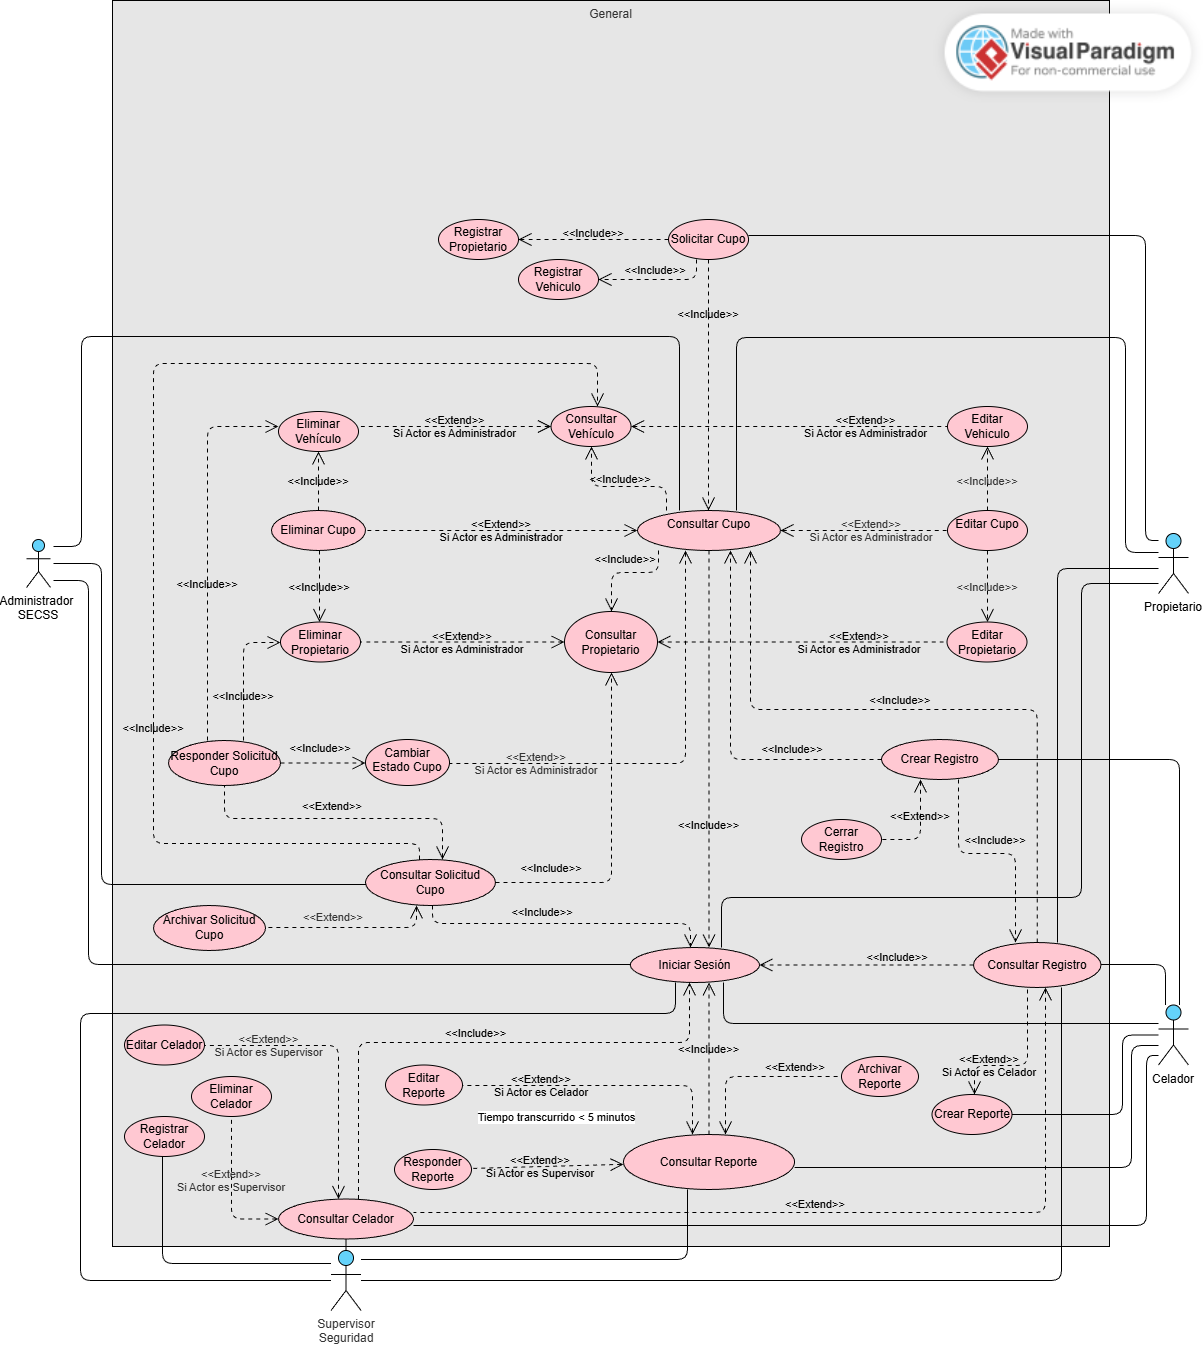 General
Made with
Visual Paradigm
For non-commercial use
Registrar
Propietario
<<Include>>
Solicitar Cupo
Registrar
Vehiculo
<<Include>>
<<Include>>
Eliminar
Vehículo
<<Extend>>
Si Actor es Administrador
Consultar
Vehículo
<<Extend>>
Si Actor es Administrador
Editar
Vehiculo
<<Include>>
<<Include>>
<<Include>>
Eliminar Cupo
<<Extend>>
Si Actor es Administrador
Consultar Cupo
<<Extend>>
Si Actor es Administrador
Editar Cupo
<<Include>>
<<Include>>
<<Include>>
<<Include>>
Administrador
SECSS
Propietario
Eliminar
Propietario
<<Extend>>
Si Actor es Administrador
Consultar
Propietario
<<Extend>>
Si Actor es Administrador
Editar
Propietario
<<Include>>
<<Include>>
<<Include>>
Responder Solicitud
Cupo
<<Include>>
Cambiar
Estado Cupo
<<Extend>>
Si Actor es Administrador
<<Include>>
Crear Registro
<<Extend>>
<<Include>>
Cerrar
Registro
<<Extend>>
<<Include>>
Consultar Solicitud
Cupo
<<Include>>
Archivar Solicitud
Cupo
<<Extend>>
<<Include>>
Iniciar Sesión
<<Include>>
Consultar Registro
Editar Celador
<<Extend>>
Si Actor es Supervisor
<<Include>>
<<Include>>
<<Extend>>
Si Actor es Celador
Celador
Eliminar
Celador
Editar
Reporte
<<Extend>>
Si Actor es Celador
Tiempo transcurrido < 5 minutos
<<Extend>>
Archivar
Reporte
Crear Reporte
Registrar
Celador
<<Extend>>
Si Actor es Supervisor
Responder
Reporte
<<Extend>>
Si Actor es Supervisor
Consultar Reporte
Consultar Celador
<<Extend>>
Supervisor
Seguridad